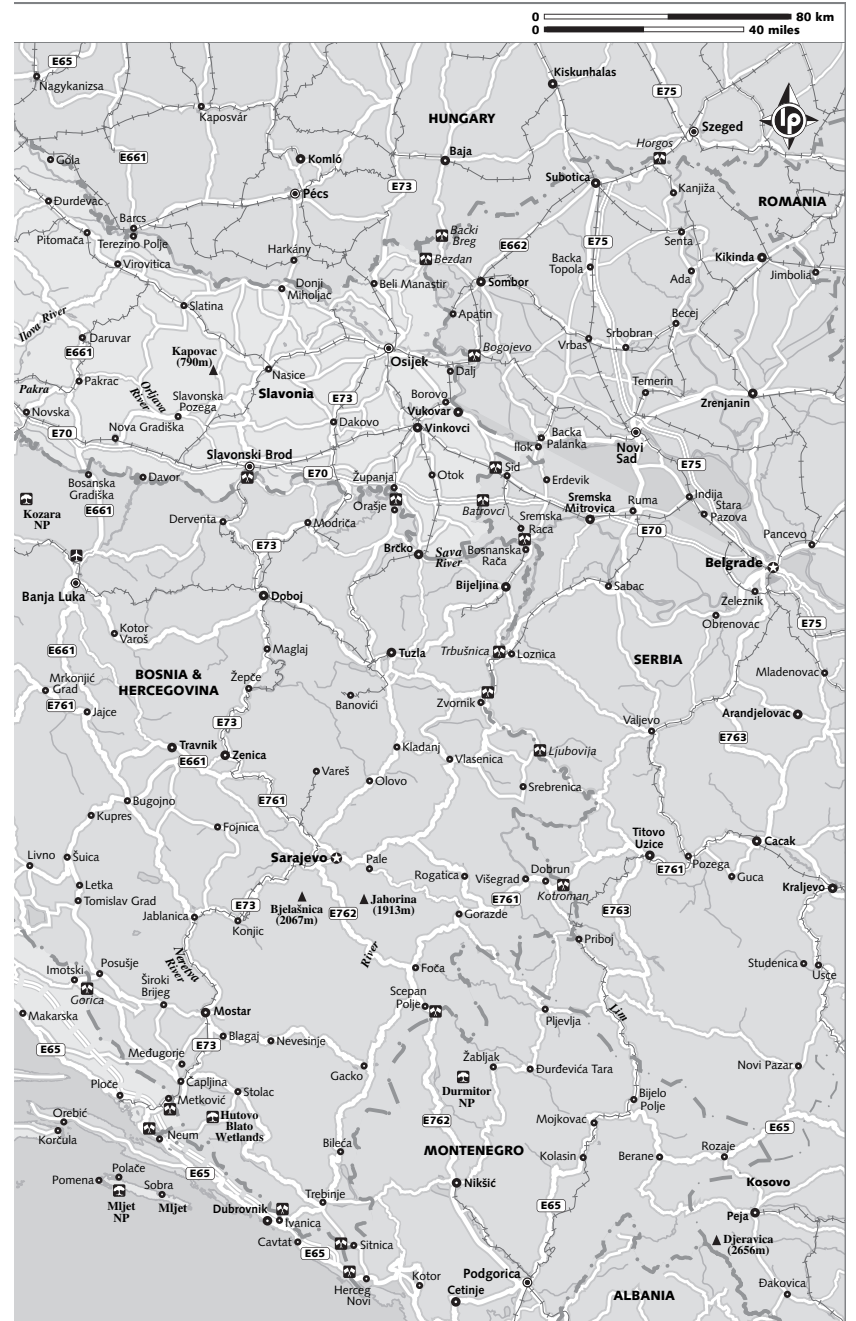 0 80 km
0 40 miles
E65
Nagykanizsa
Kaposvár
Kiskunhalas
E75
HUNGARY
lp
Szeged
Horgos
Gola
E661
Komló
Baja
E73
Subotica
Kanjiža
Pécs
ROMANIA
Đurdevac
Barcs
Pitomača
Terezino Polje
Backi
Breg
E662
E75
Senta
Virovitica
Harkány
Bezdan
Backa
Topola
Kikinda
Donji
Miholjac
Beli Manastir
Sombor
Ada
Jimbolia
Slatina
Apatin
Becej
Ilova River
Daruvar
Srbobran
Vrbas
E661
Kapovac
(790m)
Osijek
Bogojevo
Pakrac
Nasice
Dalj
Temerin
Pakra
Orljava
River
Slavonska
Pozega
Slavonia
E73
Borovo
Zrenjanin
Novska
Vukovar
E70
Nova Gradiška
Dakovo
Vinkovci
Backa
Palanka
Ilok
Novi
Sad
Slavonski Brod
E75
Bosanska
Gradiška
Davor
E70
Županja
Otok
Sid
Erdevik
Kozara
NP
E661
Orašje
Batrovci
Sremska
Mitrovica
Ruma
Indija
Stara
Pazova
Derventa
Modriča
Sremska
Raca
E70
Pancevo
E73
Brčko
Sava
River
Bosnanska
Rača
Belgrade
Banja Luka
Doboj
Bijeljina
Sabac
Zeleznik
Obrenovac
E75
Kotor
Varoš
E661
Maglaj
Tuzla
Trbušnica
Loznica
SERBIA
Mrkonjić
Grad
BOSNIA &
HERCEGOVINA
Žepče
Mladenovac
E761
Jajce
Banovići
Zvornik
Arandjelovac
E73
Valjevo
E763
Travnik
Zenica
Kladanj
Ljubovija
E661
Vlasenica
Vareš
Olovo
Srebrenica
E761
Bugojno
Kupres
Fojnica
Titovo
Uzice
Cacak
Livno
Šuica
Sarajevo
Pale
E761
Pozega
Dobrun
Rogatica
Višegrad
Guca
Letka
Kotroman
Kraljevo
Tomislav Grad
E73
Bjelašnica
(2067m)
Jahorina
(1913m)
E761
E763
Jablanica
E762
Gorazde
Konjic
Priboj
Neretva
River
River
Imotski
Posušje
Foča
Studenica
Usce
Gorica
Široki
Brijeg
Scepan
Polje
Makarska
Mostar
Pljevlja
Lim
E65
E73
Blagaj
Nevesinje
Međugorje
Žabljak
Novi Pazar
Gacko
Đurđevića Tara
Ploče
Čapljina
Stolac
Durmitor
NP
Metković
Bijelo
Polje
Orebić
Hutovo
Blato
Wetlands
E762
Mojkovac
Korčula
Neum
E65
Bileća
MONTENEGRO
Kolasin
Berane
Rozaje
E65
Polače
Pomena
Sobra
Nikšić
Kosovo
Mljet
NP
Mljet
Trebinje
E65
Dubrovnik
Ivanica
Peja
Cavtat
Sitnica
Djeravica
(2656m)
E65
Kotor
Podgorica
Herceg
Novi
Cetinje
ALBANIA
Đakovica